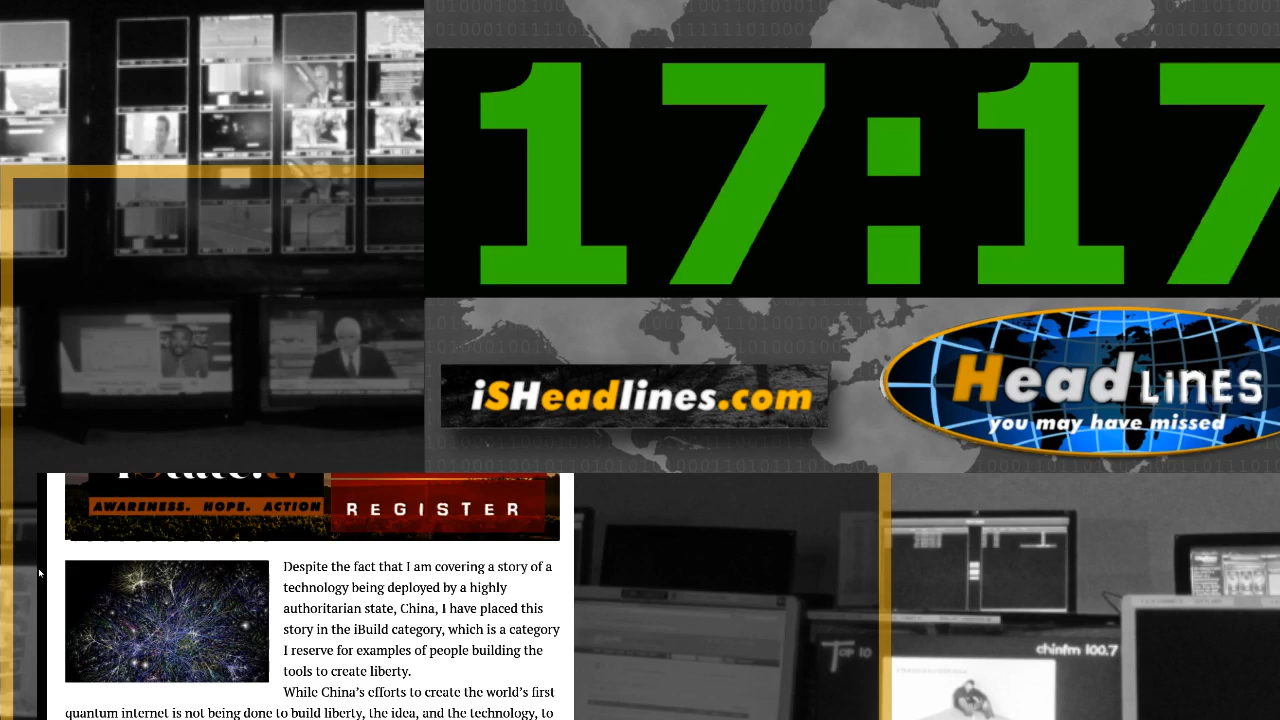 17:17
iSHeadlines.com
HeadLINES
you may have missed
AWARENESS. HOPE. ACTION
REGISTER
Despite the fact that I am covering a story of a
technology being deployed by a highly
authoritarian state, China, I have placed this
story in the iBuild category, which is a category
I reserve for examples of people building the
tools to create liberty.
While China's efforts to create the world's first
quantum internet is not being done to build liberty, the idea, and the technology, to
TOP 10
chinfm 100.7